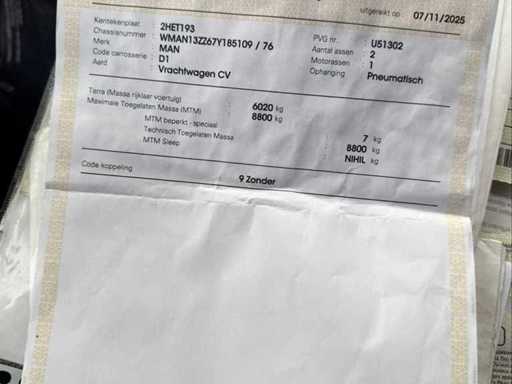 uitgereikt op : 07/11/2025
Kentekenplaat : 2HET193
Chassisnummer : WMAN13ZZ67Y185109 / 76 PVG nr. : U51302
Merk : MAN Aantal assen : 2
Code carrosserie : D1 Motorassen : 1
Aard : Vrachtwagen CV Ophanging : Pneumatisch
Tarra (Massa rijklaar voertuig) : 6020 kg
Maximale Toegelaten Massa (MTM) : 8800 kg
MTM beperkt - speciaal : 7 kg
Technisch Toegelaten Massa : 8800 kg
MTM Sleep : NIHIL kg
Code koppeling : 9 Zonder